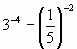 3⁻⁴ − (1/5)⁻²